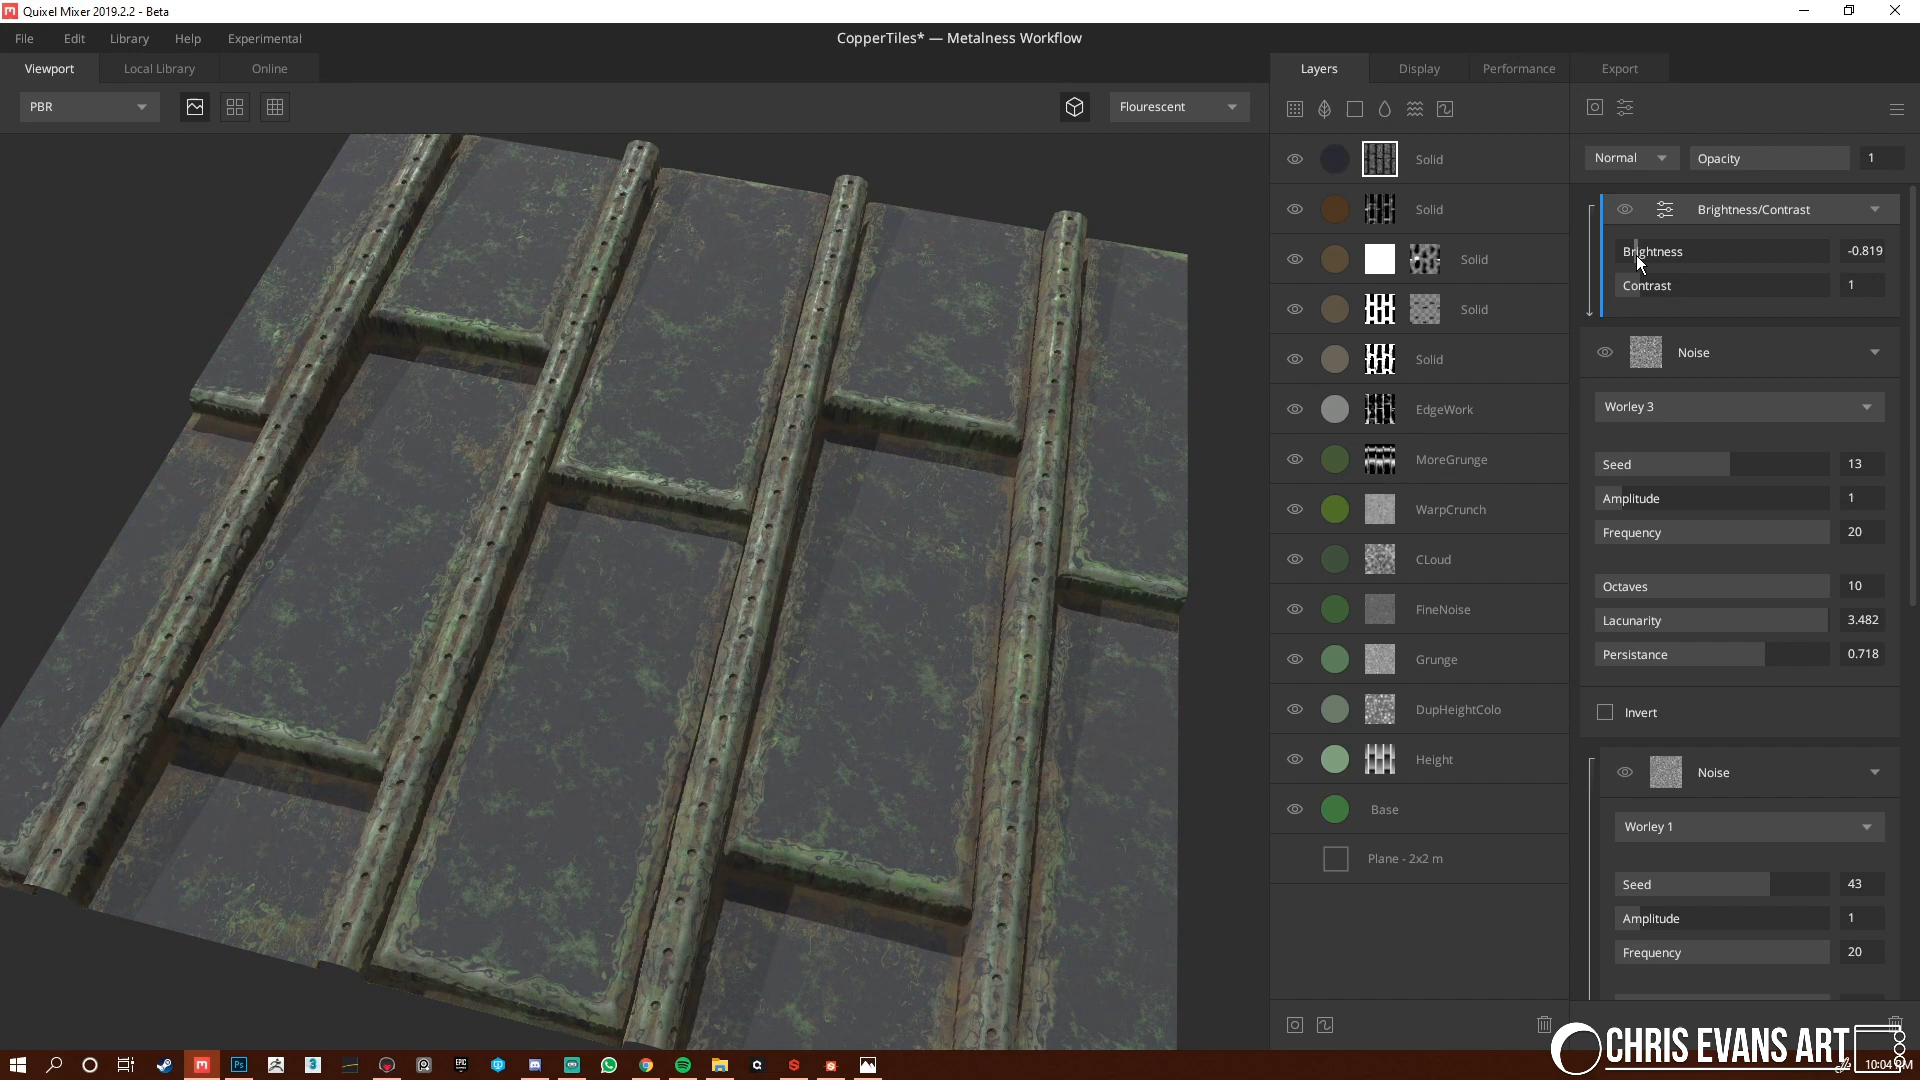 Quixel Mixer 2019.2.2 - Beta
File Edit Library Help Experimental
CopperTiles* — Metalness Workflow
Viewport Local Library Online
Layers Display Performance Export
PBR
Flourescent
Normal Opacity 1
Solid
Solid
Solid
Solid
Solid
EdgeWork
MoreGrunge
WarpCrunch
CLoud
FineNoise
Grunge
DupHeightColo
Height
Base
Plane - 2x2 m
Brightness/Contrast
Brightness -0.819
Contrast 1
Noise
Worley 3
Seed 13
Amplitude 1
Frequency 20
Octaves 10
Lacunarity 3.482
Persistance 0.718
Invert
Noise
Worley 1
Seed 43
Amplitude 1
Frequency 20
CHRIS EVANS ART
10:04 PM